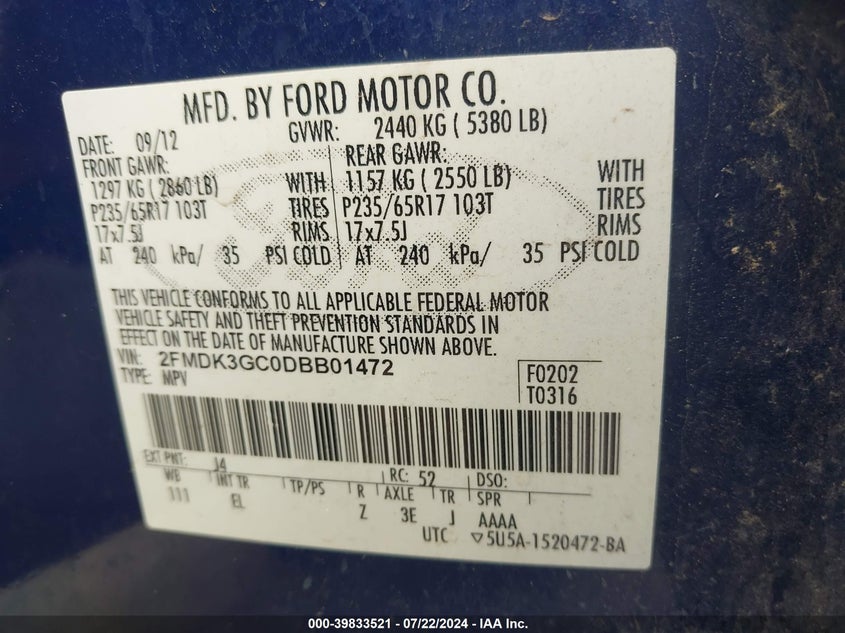 MFD. BY FORD MOTOR CO.
DATE: 09/12 GVWR: 2440 KG ( 5380 LB)
FRONT GAWR: REAR GAWR:
1297 KG ( 2860 LB) WITH 1157 KG ( 2550 LB) WITH
P235/65R17 103T TIRES P235/65R17 103T TIRES
17x7.5J RIMS 17x7.5J RIMS
AT 240 kPa/ 35 PSI COLD AT 240 kPa/ 35 PSI COLD
THIS VEHICLE CONFORMS TO ALL APPLICABLE FEDERAL MOTOR
VEHICLE SAFETY AND THEFT PREVENTION STANDARDS IN
EFFECT ON THE DATE OF MANUFACTURE SHOWN ABOVE.
VIN: 2FMDK3GC0DBB01472
TYPE: MPV
F0202
T0316
EXT PNT: J4 RC: 52 DSO:
WB INT TR TP/PS R AXLE TR SPR
111 EL Z 3E J AAAA
UTC ▽5U5A-1520472-BA
000-39833521 / 07/22/2024 - IAA Inc.